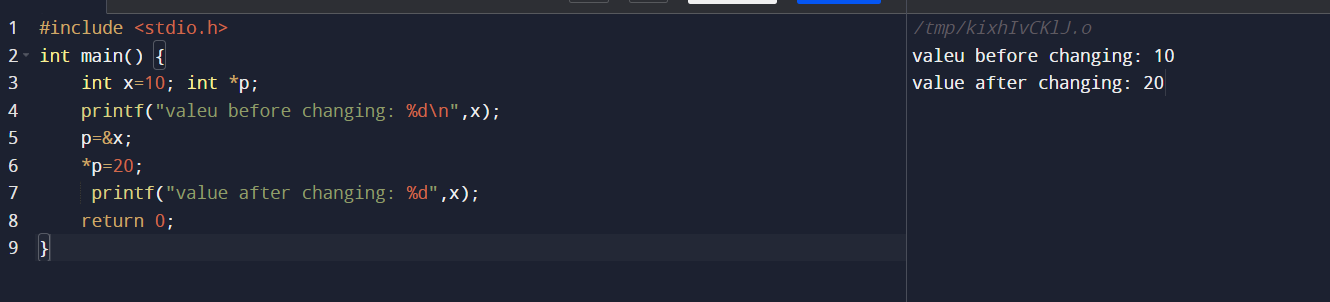 1 #include <stdio.h>
2 int main() {
3 int x=10; int *p;
4 printf("valeu before changing: %d\n",x);
5 p=&x;
6 *p=20;
7 printf("value after changing: %d",x);
8 return 0;
9 }
/tmp/kixhIvCKlJ.o
valeu before changing: 10
value after changing: 20